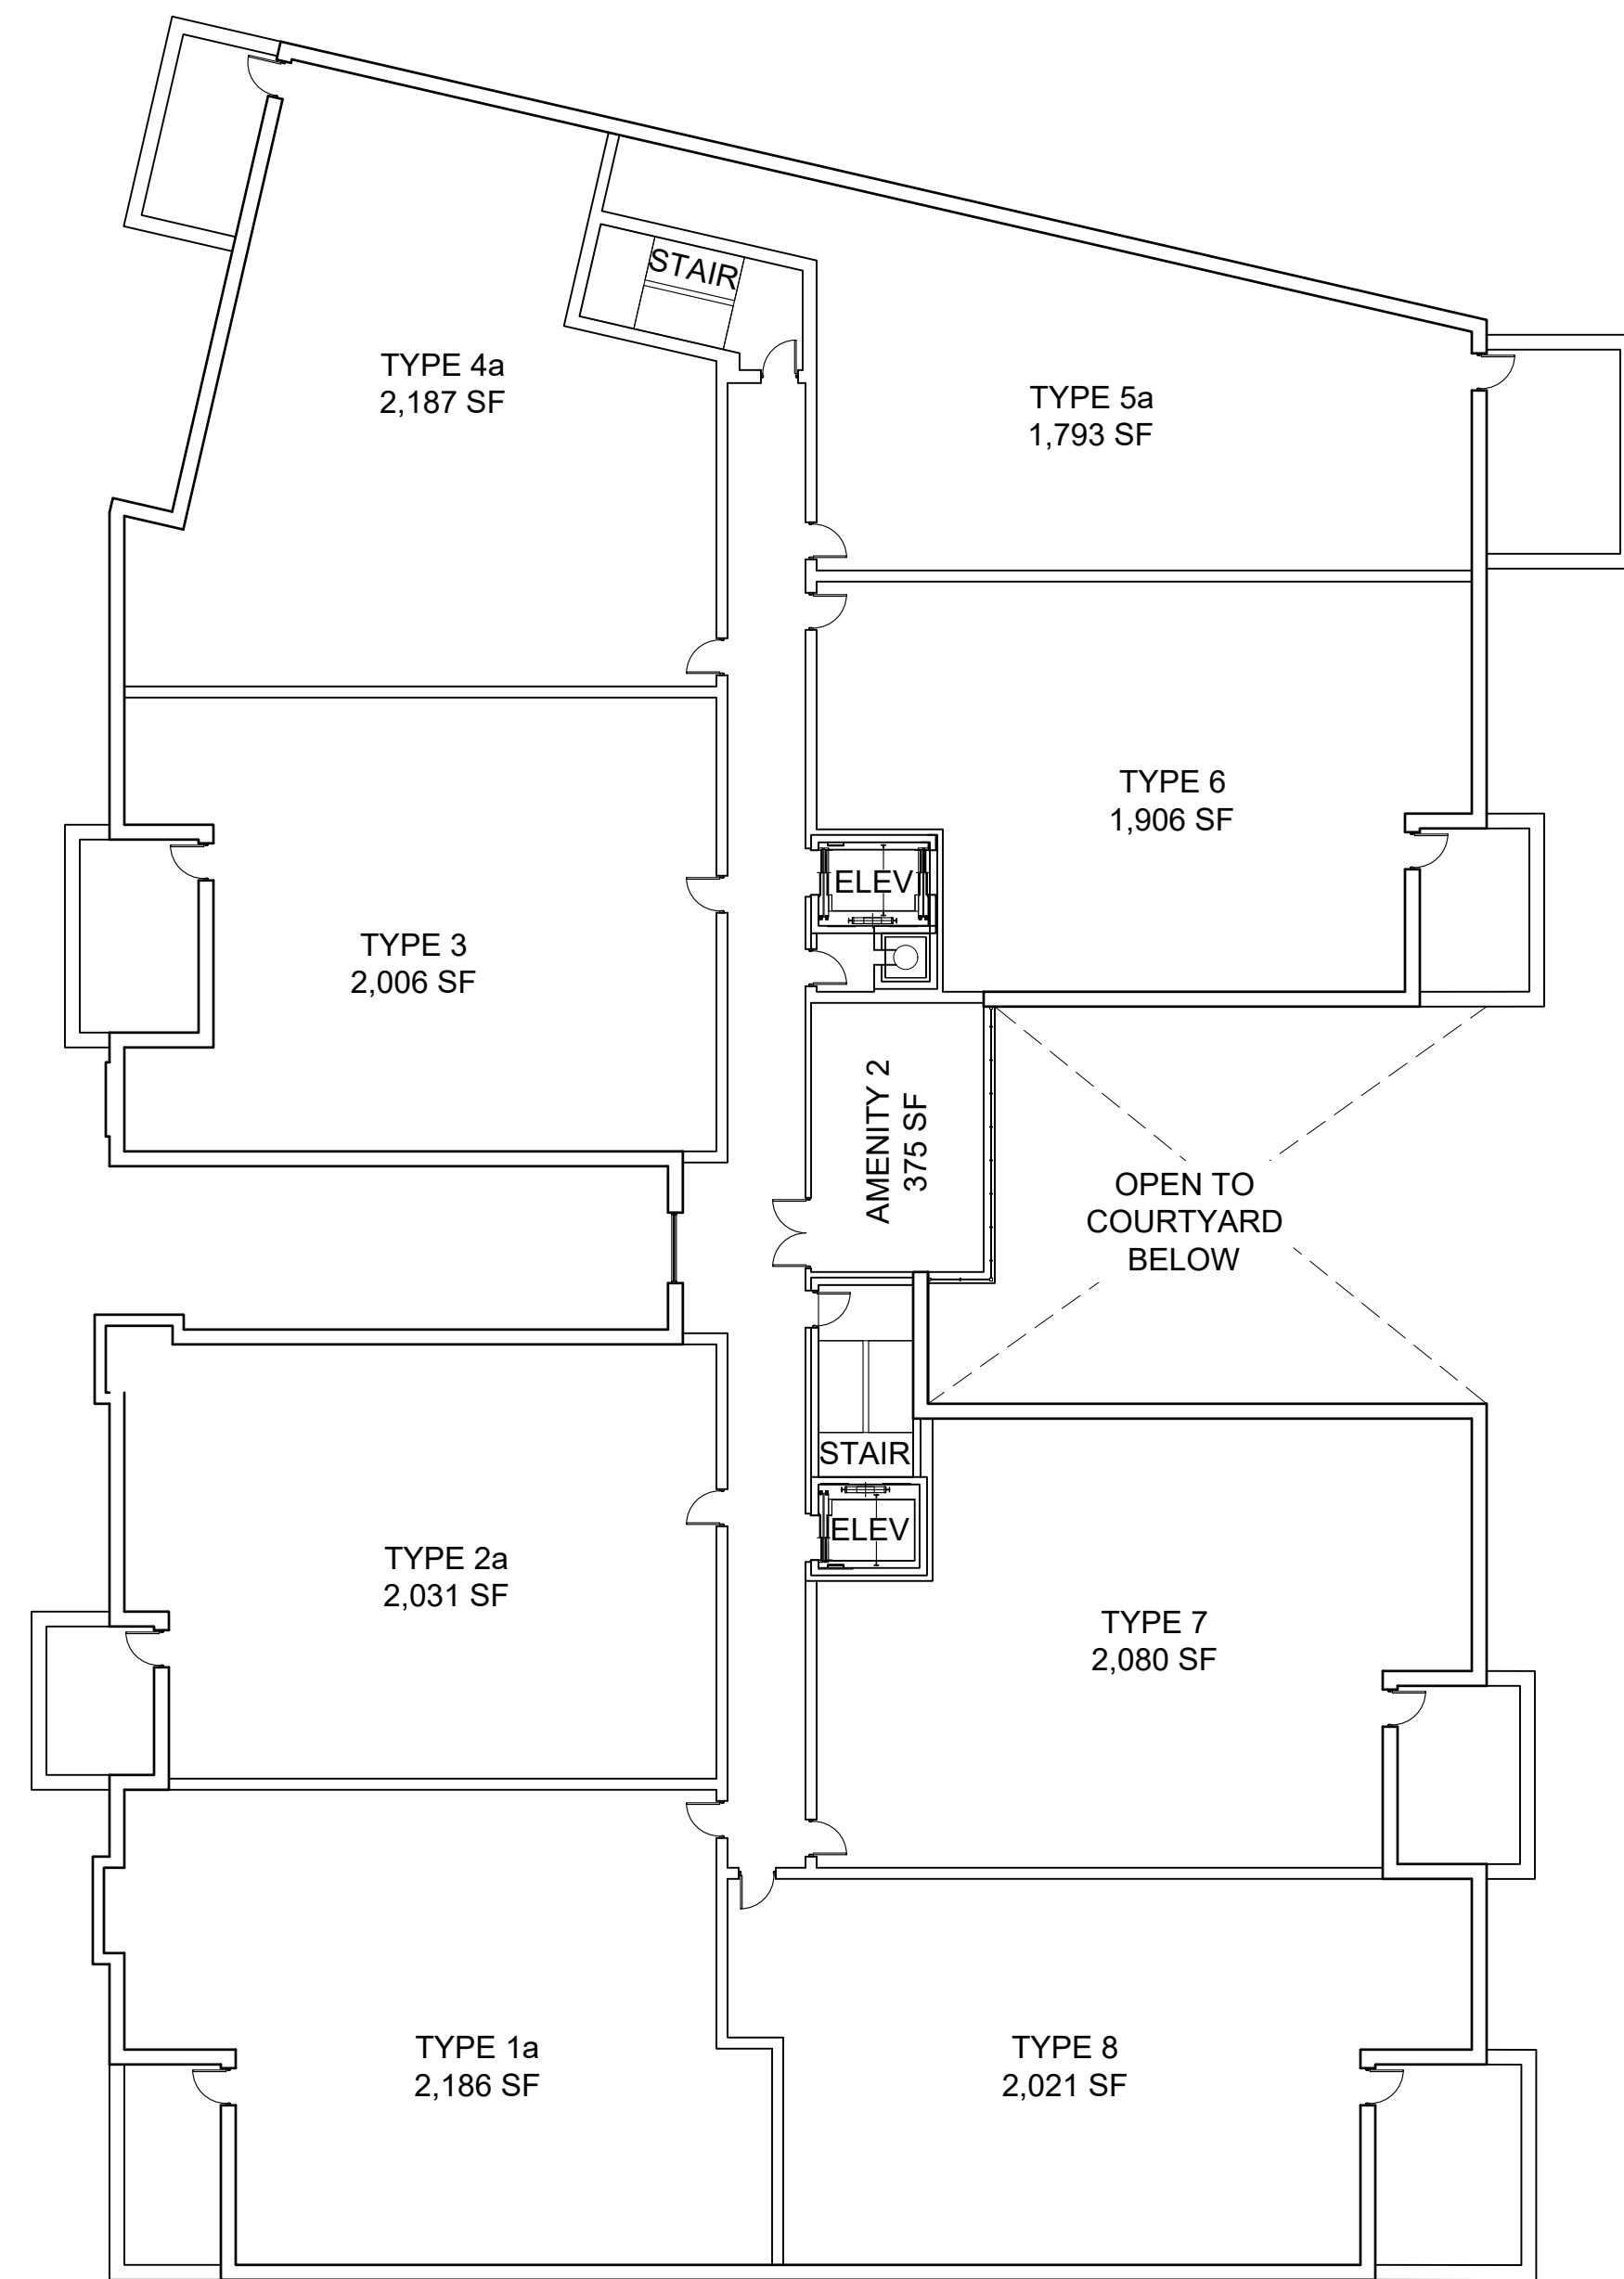 STAIR
TYPE 4a
2,187 SF
TYPE 5a
1,793 SF
TYPE 6
1,906 SF
ELEV
TYPE 3
2,006 SF
AMENITY 2
375 SF
OPEN TO
COURTYARD
BELOW
STAIR
ELEV
TYPE 2a
2,031 SF
TYPE 7
2,080 SF
TYPE 1a
2,186 SF
TYPE 8
2,021 SF